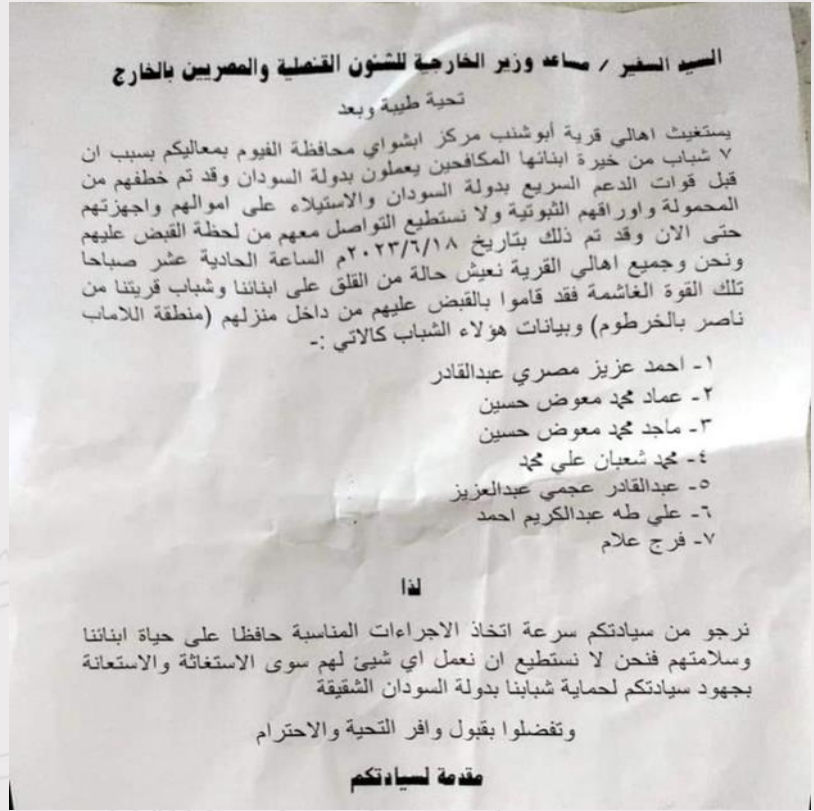 السيد السفير / مساعد وزير الخارجية للشئون القنصلية والمصريين بالخارج
تحية طيبة وبعد
يستغيث اهالي قرية أبوشنب مركز ابشواي محافظة الفيوم بمعاليكم بسبب ان
٧ شباب من خيرة ابنائها المكافحين يعملون بدولة السودان وقد تم خطفهم من
قبل قوات الدعم السريع بدولة السودان والاستيلاء على اموالهم واجهزتهم
المحمولة واوراقهم الثبوتية ولا نستطيع التواصل معهم من لحظة القبض عليهم
حتى الان وقد تم ذلك بتاريخ ٢٠٢٣/٦/١٨م الساعة الحادية عشر صباحا
ونحن وجميع اهالي القرية نعيش حالة من القلق على ابنائنا وشباب قريتنا من
تلك القوة الغاشمة فقد قاموا بالقبض عليهم من داخل منزلهم (منطقة اللاماب
ناصر بالخرطوم) وبيانات هؤلاء الشباب كالاتي :-
١- احمد عزيز مصري عبدالقادر
٢- عماد محمد معوض حسين
٣- ماجد محمد معوض حسين
٤- محمد شعبان علي محمد
٥- عبدالقادر عجمي عبدالعزيز
٦- علي طه عبدالكريم احمد
٧- فرج علام
لذا
نرجو من سيادتكم سرعة اتخاذ الاجراءات المناسبة حافظا على حياة ابنائنا
وسلامتهم فنحن لا نستطيع ان نعمل اي شيئ لهم سوى الاستغاثة والاستعانة
بجهود سيادتكم لحماية شبابنا بدولة السودان الشقيقة
وتفضلوا بقبول وافر التحية والاحترام
مقدمة لسيادتكم